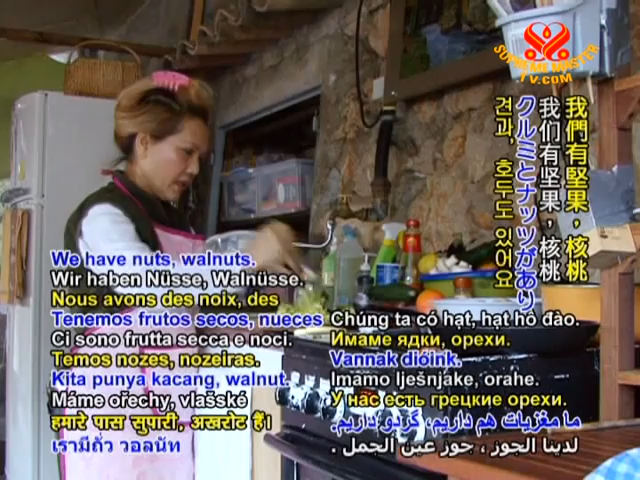 SUPREME MASTER
TV.COM
我們有堅果，核桃
我们有坚果，核桃
クルミとナッツがあり
견과, 호두도 있어요
We have nuts, walnuts.
Wir haben Nüsse, Walnüsse.
Nous avons des noix, des
Tenemos frutos secos, nueces
Ci sono frutta secca e noci.
Temos nozes, nozeiras.
Kita punya kacang, walnut.
Máme ořechy, vlašské
हमारे पास सुपारी, अखरोट हैं।
เรามีถั่ว วอลนัท
Chúng ta có hạt, hạt hồ đào.
Имаме ядки, орехи.
Vannak dióink.
Imamo lješnjake, orahe.
У нас есть грецкие орехи.
ما مغزیات هم داریم، گردو داریم.
لدينا الجوز ، جوز عين الجمل .